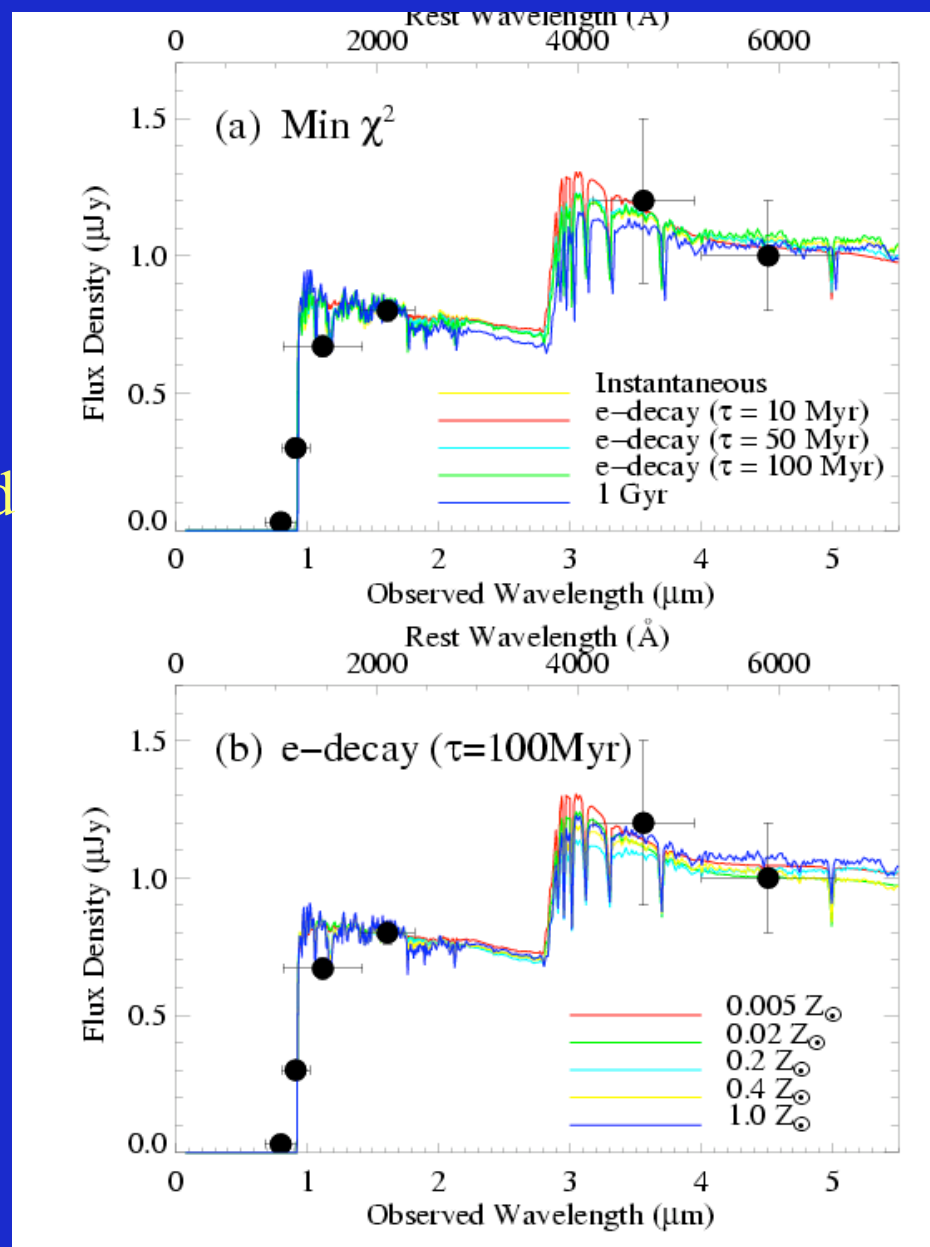 Rest Wavelength (Å)
0 2000 4000 6000
(a) Min χ²
1.5
1.0
0.5
0.0
Flux Density (μJy)
Instantaneous
e−decay (τ = 10 Myr)
e−decay (τ = 50 Myr)
e−decay (τ = 100 Myr)
1 Gyr
d
0 1 2 3 4 5
Observed Wavelength (μm)
Rest Wavelength (Å)
0 2000 4000 6000
(b) e−decay (τ=100Myr)
1.5
1.0
0.5
0.0
Flux Density (μJy)
0.005 Z☉
0.02 Z☉
0.2 Z☉
0.4 Z☉
1.0 Z☉
0 1 2 3 4 5
Observed Wavelength (μm)